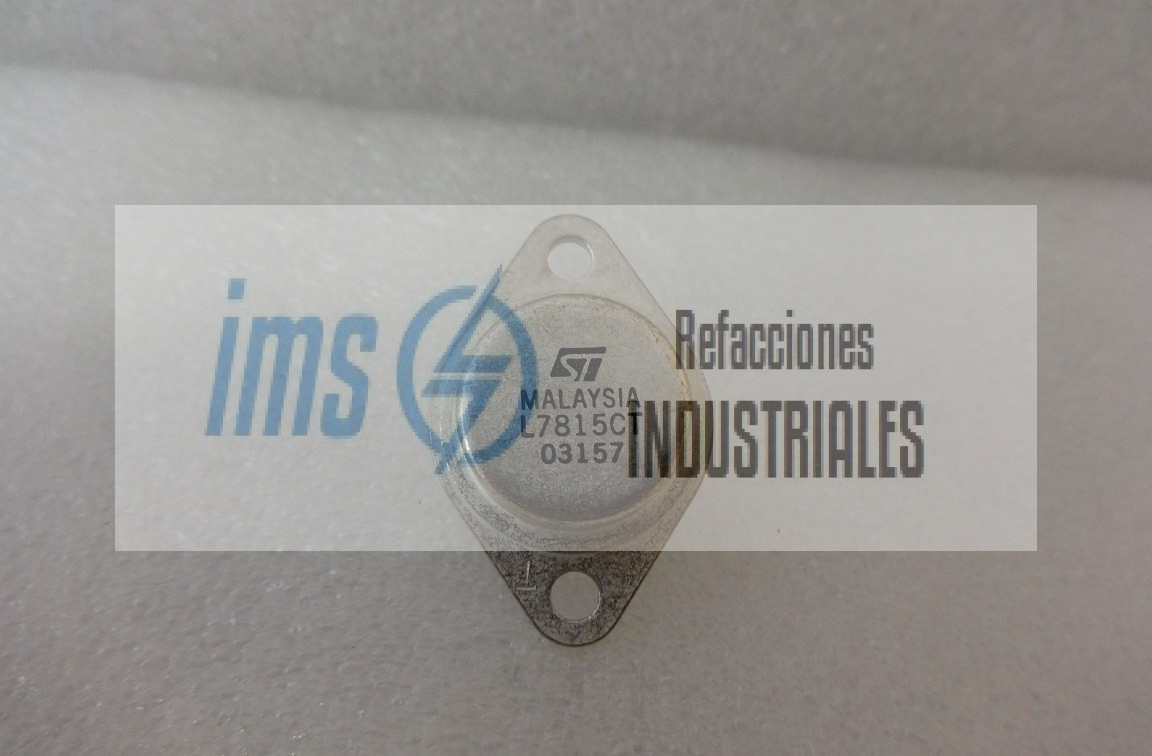 ims
Refacciones
INDUSTRIALES
ST
MALAYSIA
L7815CT
03157